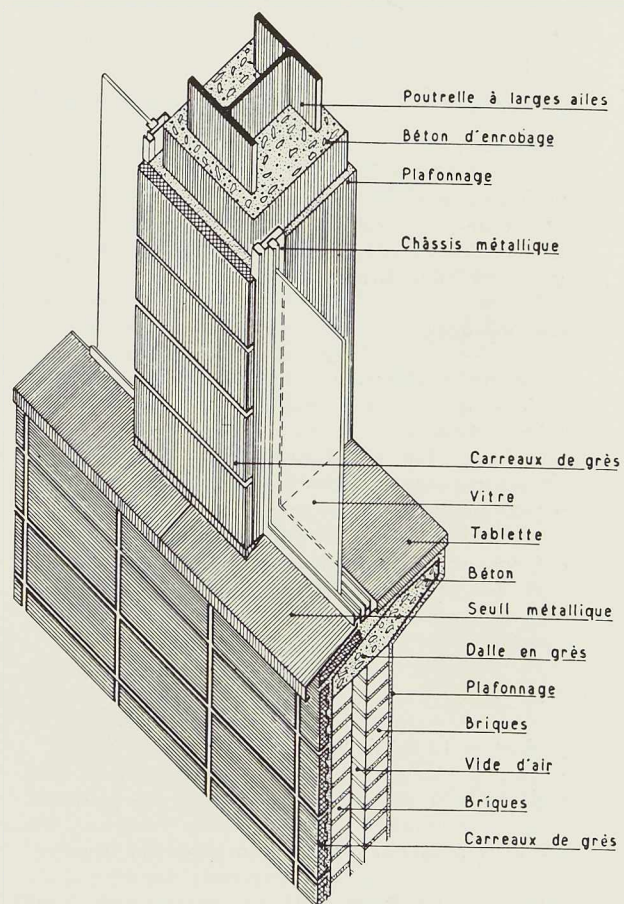 Poutrelle à larges ailes
Béton d'enrobage
Plafonnage
Châssis métallique
Carreaux de grès
Vitre
Tablette
Béton
Seuil métallique
Dalle en grès
Plafonnage
Briques
Vide d'air
Briques
Carreaux de grès